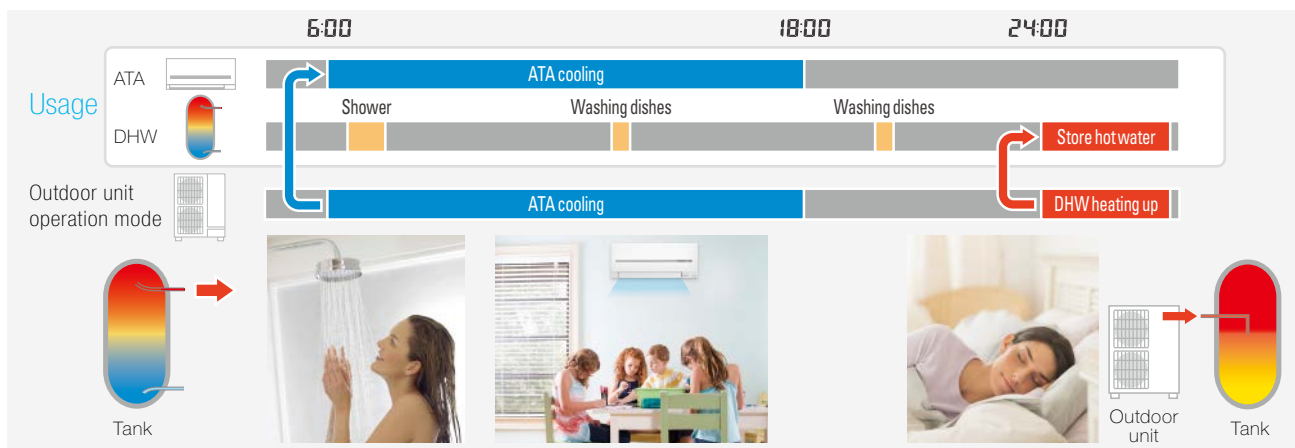 6:00
18:00
24:00
Usage
ATA
ATA cooling
Shower
Washing dishes
Washing dishes
DHW
Store hot water
Outdoor unit
operation mode
ATA cooling
DHW heating up
Tank
Outdoor
unit
Tank